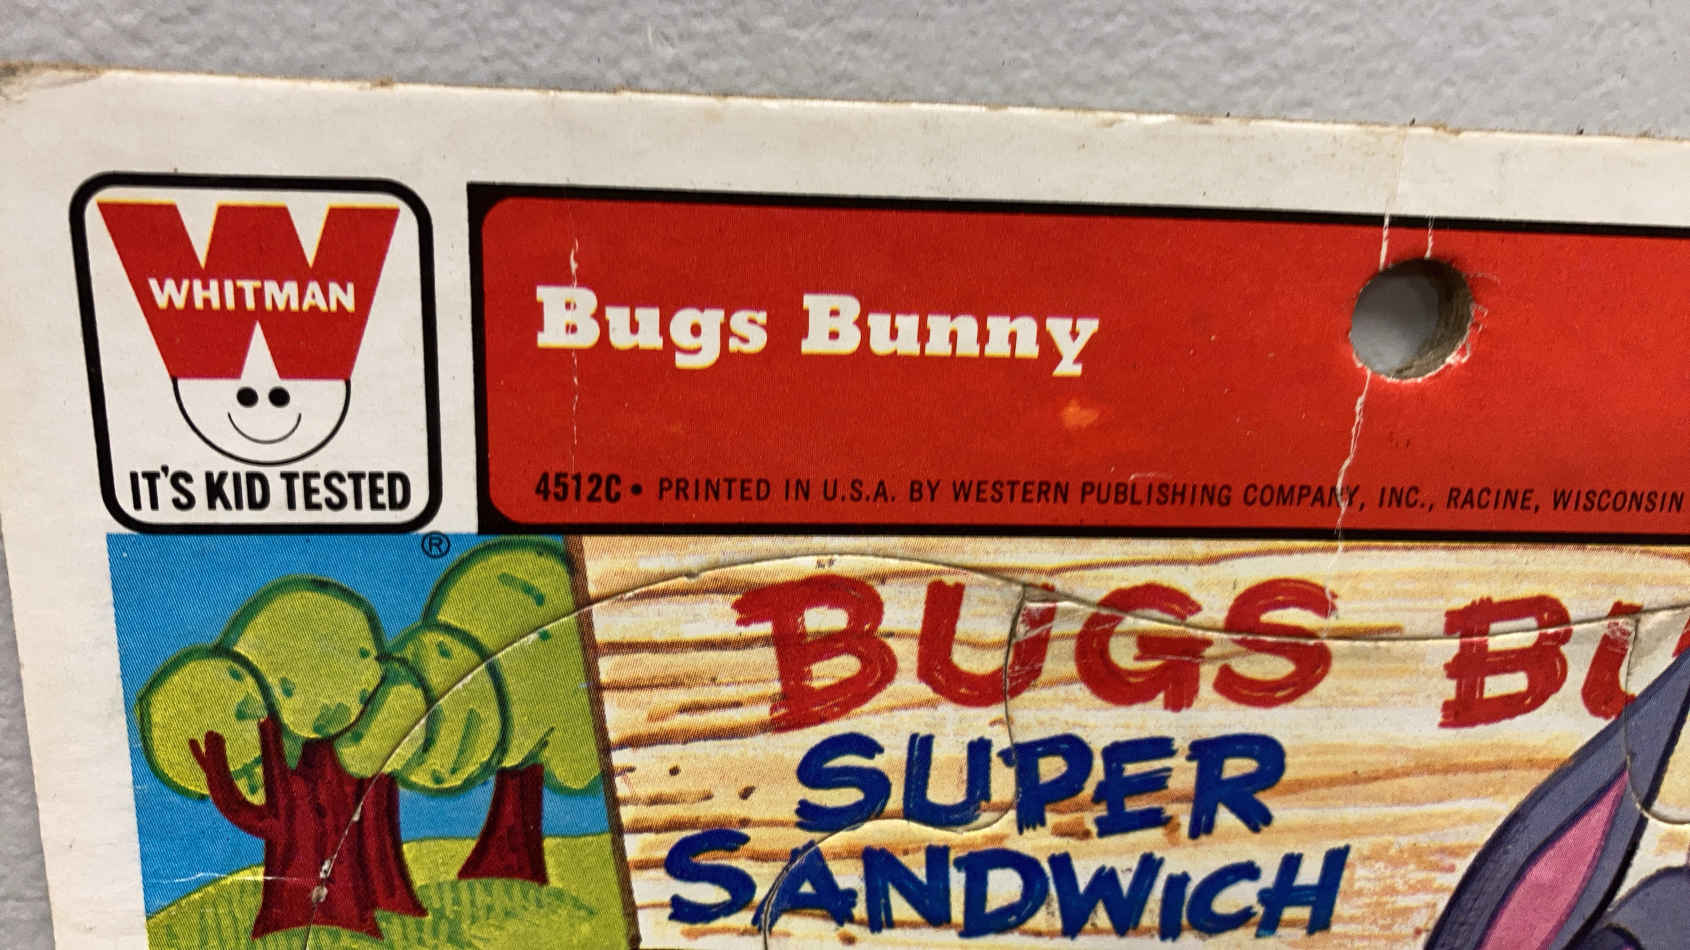 WHITMAN
IT'S KID TESTED
®
Bugs Bunny
4512C • PRINTED IN U.S.A. BY WESTERN PUBLISHING COMPANY, INC., RACINE, WISCONSIN
BUGS BU
SUPER
SANDWiCH